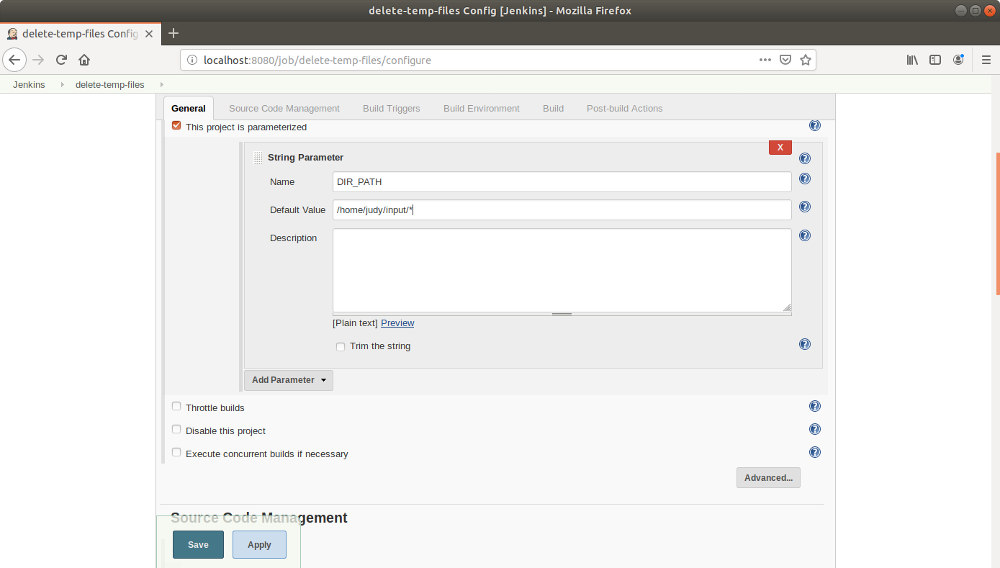 delete-temp-files Config [Jenkins] - Mozilla Firefox
delete-temp-files Config
localhost:8080/job/delete-temp-files/configure
Jenkins delete-temp-files
General Source Code Management Build Triggers Build Environment Build Post-build Actions
This project is parameterized
X
String Parameter
Name DIR_PATH
Default Value /home/judy/input/*
Description
[Plain text] Preview
Trim the string
Add Parameter
Throttle builds
Disable this project
Execute concurrent builds if necessary
Advanced...
Source Code Management
Save Apply